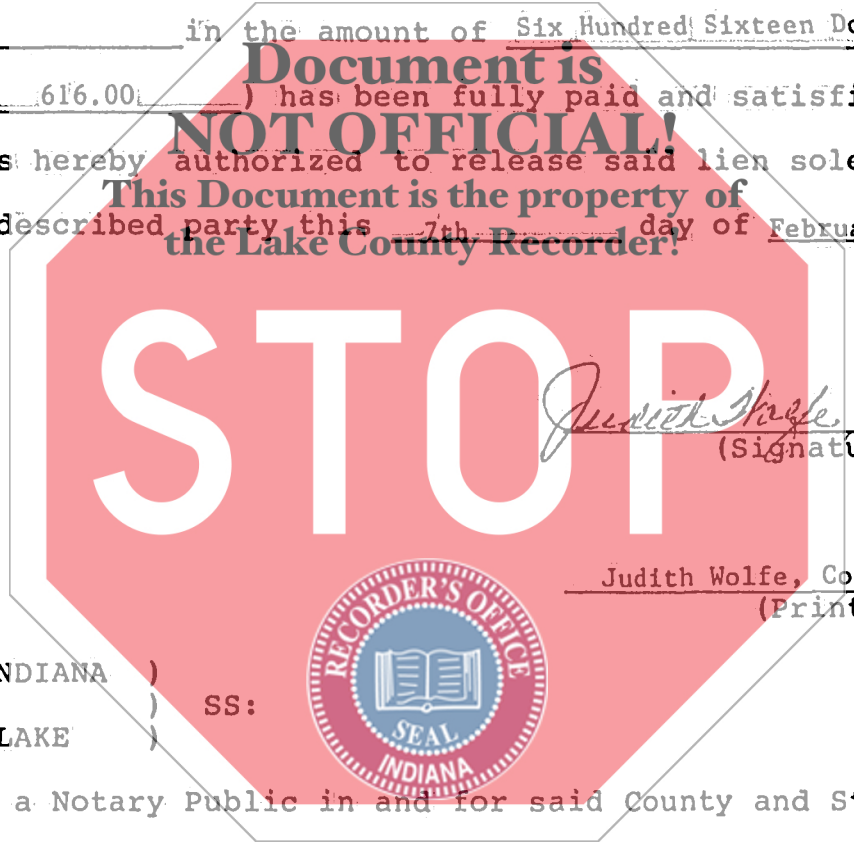 in the amount of Six Hundred Sixteen Do
Document is
616.00 ) has been fully paid and satisfi
NOT OFFICIAL!
s hereby authorized to release said lien sole
This Document is the property of
described party this 7th day of Februa
the Lake County Recorder!
STOP
Judith Wolfe
(Signatu
Judith Wolfe, Co
(Print
RECORDER'S OFFICE
SEAL
INDIANA
NDIANA )
) SS:
LAKE )
a Notary Public in and for said County and St